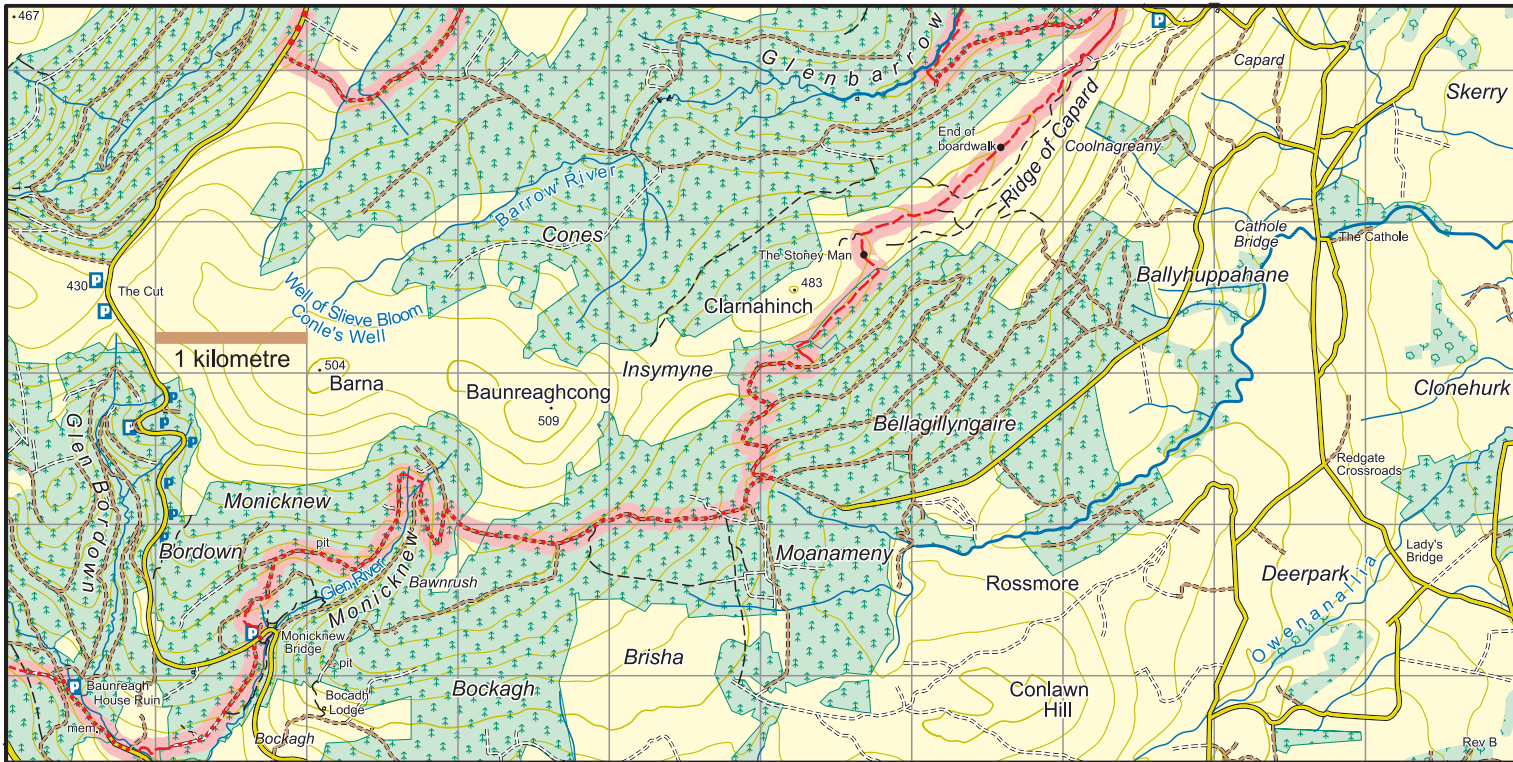 467
P
Glenbarrow
Capard
Skerry
End of
boardwalk
Ridge of Capard
Coolnagreany
Barrow River
Cones
Cathole
Bridge
The Cathole
The Stoney Man
Ballyhuppahane
P
430
The Cut
P
Well of Slieve Bloom
Conle's Well
483
Clarnahinch
1 kilometre
504
Barna
Insymyne
Baunreaghcong
509
Clonehurk
P
P
P
P
Glen Bordown
Bellagillyngaire
Redgate
Crossroads
P
P
P
Monicknew
Bordown
pit
Moanameny
Lady's
Bridge
Glen River
Monicknew
Bawnrush
Rossmore
Deerpark
Owenanallia
P
Monicknew
Bridge
pit
Brisha
P
Baunreagh
House Ruin
Bocadh
Lodge
Bockagh
Conlawn
Hill
mem.
Bockagh
Rev B